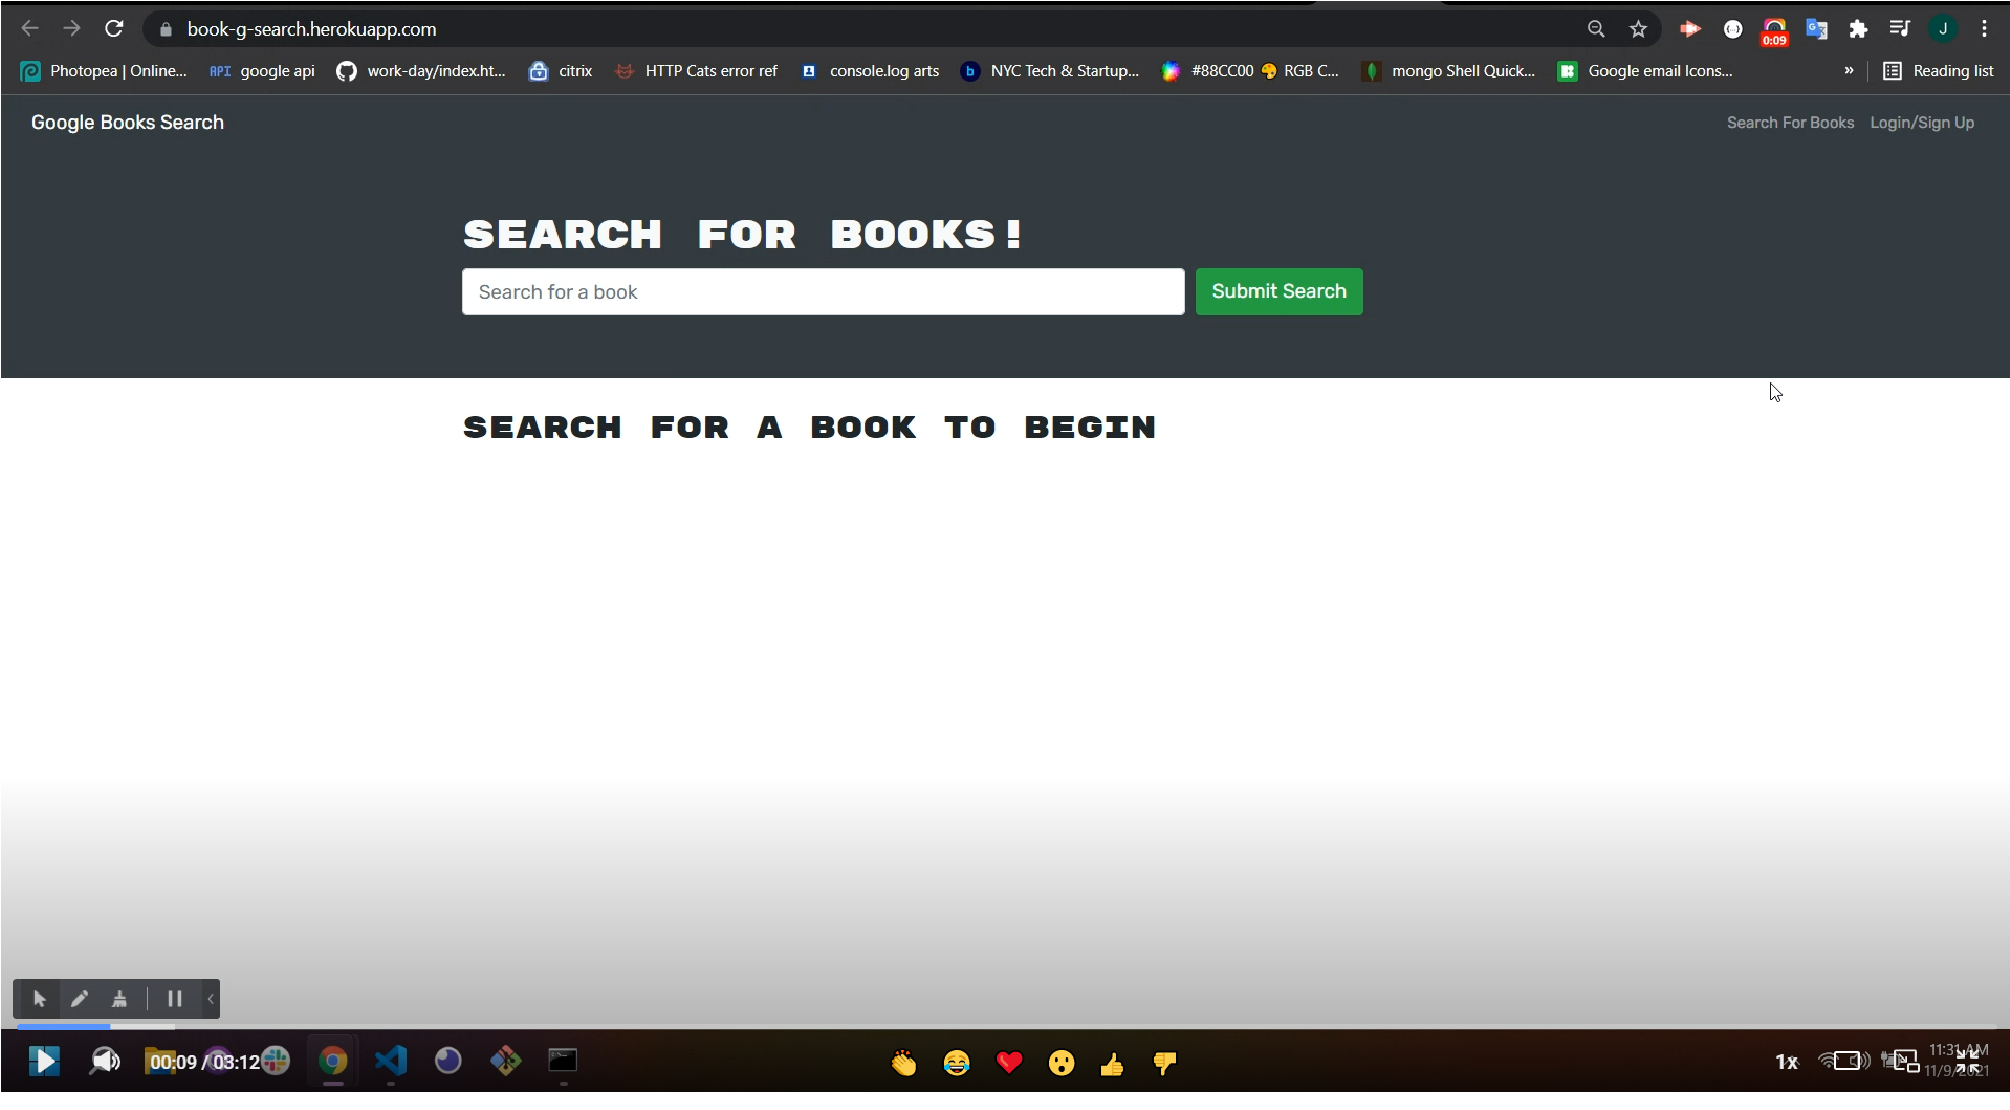 book-g-search.herokuapp.com
0:09
J
Photopea | Online...
API google api
work-day/index.ht...
citrix
HTTP Cats error ref
console.log arts
b NYC Tech & Startup...
#88CC00 🎨 RGB C...
mongo Shell Quick...
Google email Icons...
»
Reading list
Google Books Search
Search For Books
Login/Sign Up
SEARCH FOR BOOKS!
Search for a book
Submit Search
SEARCH FOR A BOOK TO BEGIN
00:09 / 03:12
1x
11:31 AM
11/9/2021